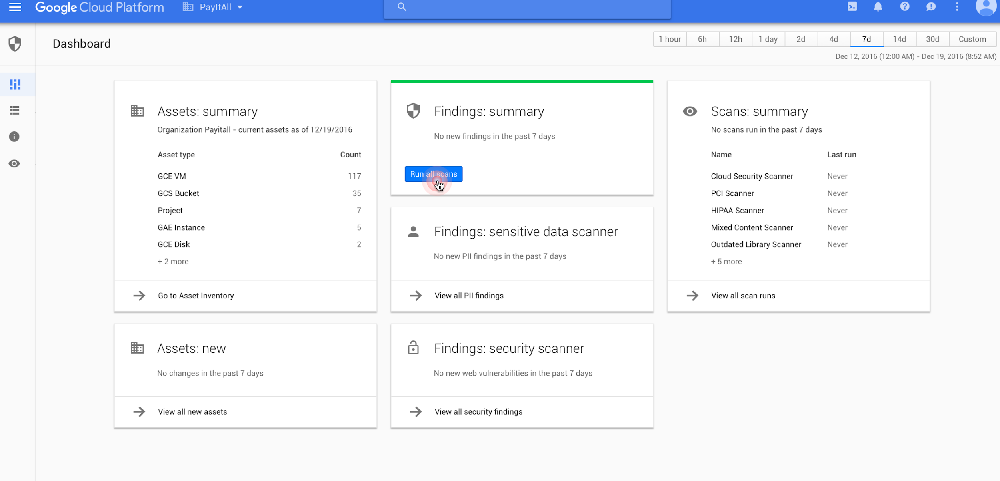 Google Cloud Platform
PayItAll
Dashboard
1 hour 6h 12h 1 day 2d 4d 7d 14d 30d Custom
Dec 12, 2016 (12:00 AM) - Dec 19, 2016 (8:52 AM)
Assets: summary
Organization Payitall - current assets as of 12/19/2016
Asset type Count
GCE VM 117
GCS Bucket 35
Project 7
GAE Instance 5
GCE Disk 2
+ 2 more
Go to Asset Inventory
Findings: summary
No new findings in the past 7 days
Run all scans
Findings: sensitive data scanner
No new PII findings in the past 7 days
View all PII findings
Scans: summary
No scans run in the past 7 days
Name Last run
Cloud Security Scanner Never
PCI Scanner Never
HIPAA Scanner Never
Mixed Content Scanner Never
Outdated Library Scanner Never
+ 5 more
View all scan runs
Assets: new
No changes in the past 7 days
View all new assets
Findings: security scanner
No new web vulnerabilities in the past 7 days
View all security findings